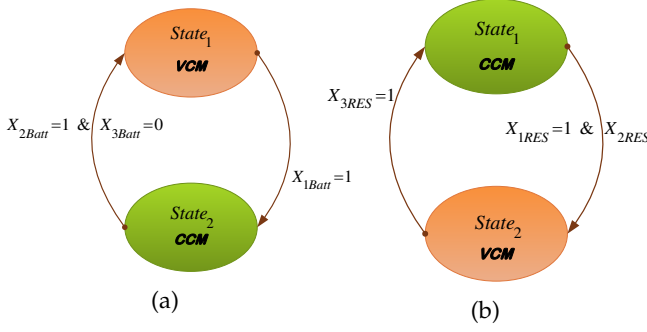 State₁
VCM
X₂Batt=1 & X₃Batt=0
X₁Batt=1
State₂
CCM
(a)
State₁
CCM
X₃RES=1
X₁RES=1 & X₂RES
State₂
VCM
(b)